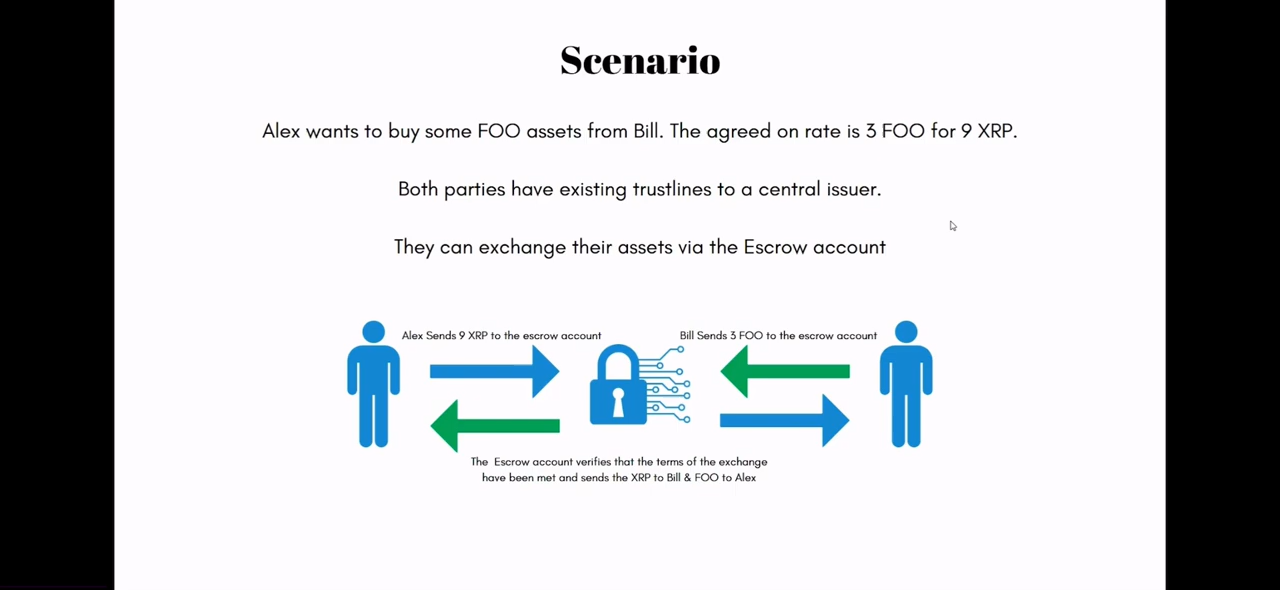 Scenario
Alex wants to buy some FOO assets from Bill. The agreed on rate is 3 FOO for 9 XRP.
Both parties have existing trustlines to a central issuer.
They can exchange their assets via the Escrow account
Alex Sends 9 XRP to the escrow account
Bill Sends 3 FOO to the escrow account
The Escrow account verifies that the terms of the exchange
have been met and sends the XRP to Bill & FOO to Alex